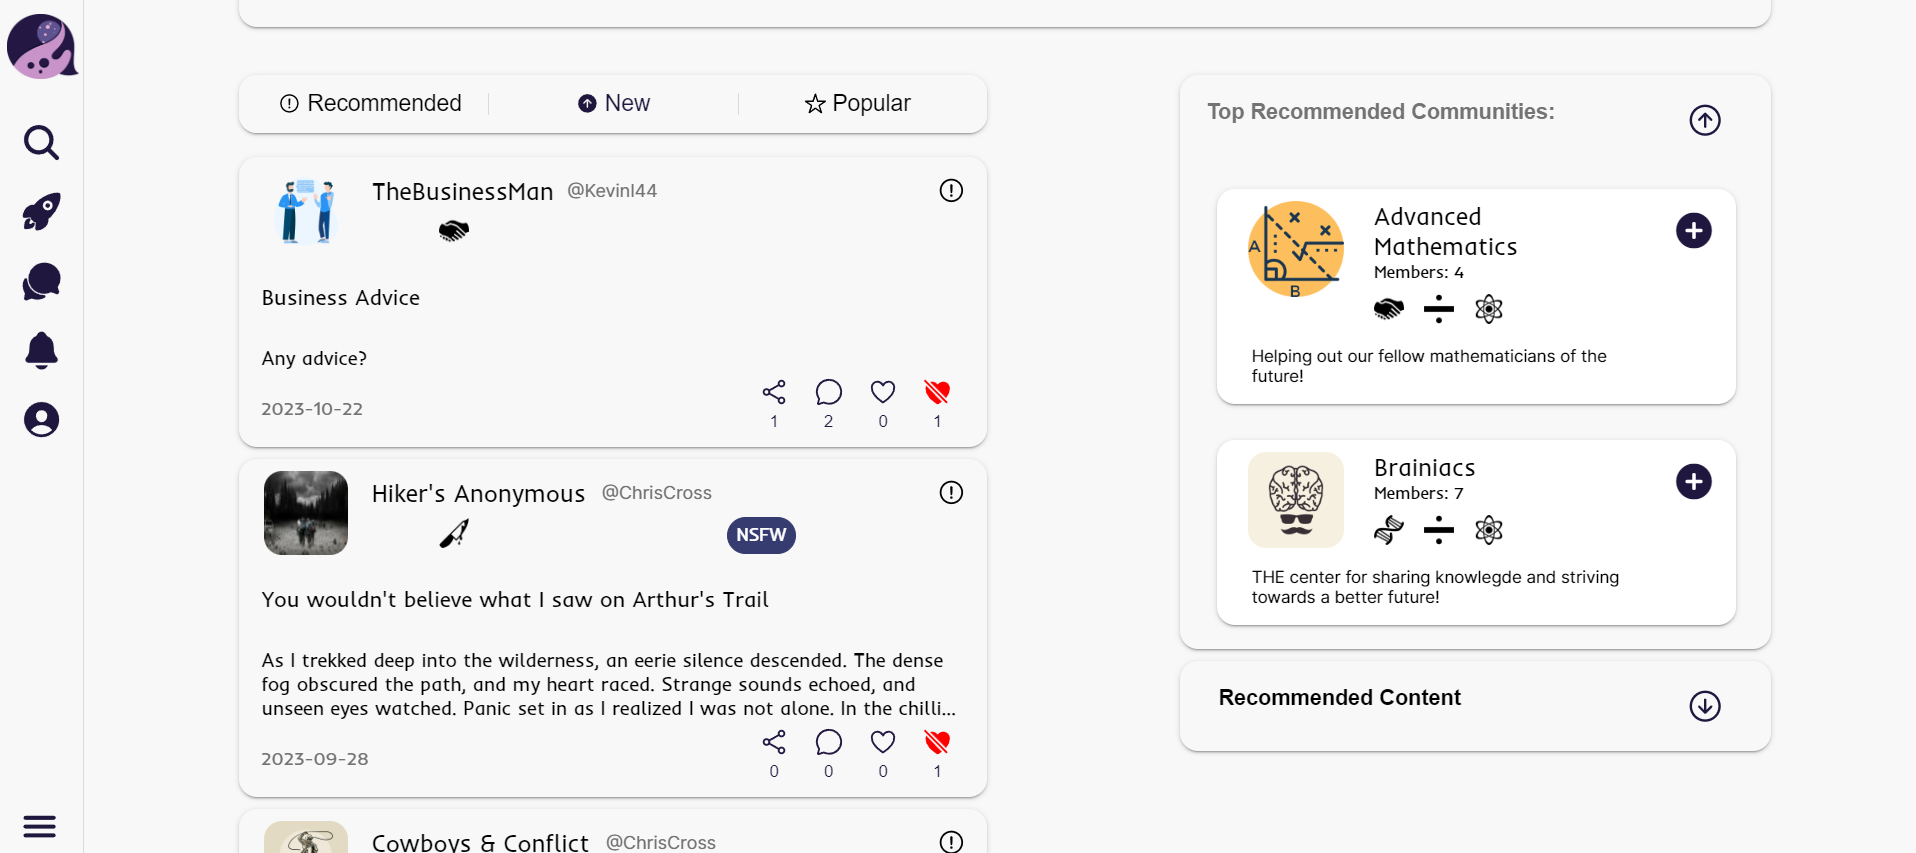 Recommended
New
Popular
TheBusinessMan @KevinI44
Business Advice
Any advice?
2023-10-22
1 2 0 1
Hiker's Anonymous @ChrisCross
NSFW
You wouldn't believe what I saw on Arthur's Trail
As I trekked deep into the wilderness, an eerie silence descended. The dense
fog obscured the path, and my heart raced. Strange sounds echoed, and
unseen eyes watched. Panic set in as I realized I was not alone. In the chilli...
2023-09-28
0 0 0 1
Cowboys & Conflict @ChrisCross
Top Recommended Communities:
A
B
Advanced
Mathematics
Members: 4
Helping out our fellow mathematicians of the
future!
Brainiacs
Members: 7
THE center for sharing knowlegde and striving
towards a better future!
Recommended Content